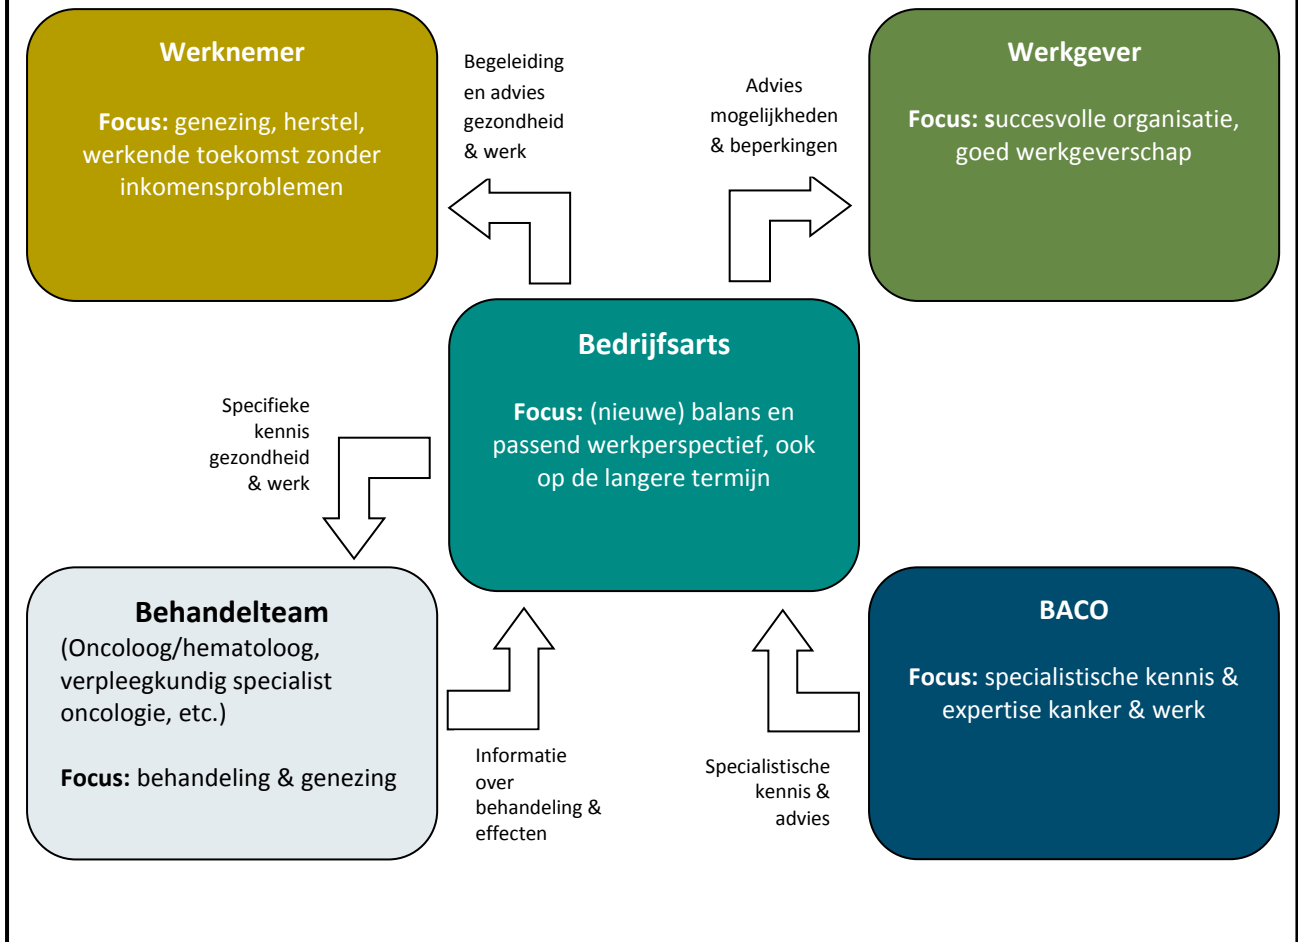 Werknemer
Focus: genezing, herstel,
werkende toekomst zonder
inkomensproblemen
Begeleiding
en advies
gezondheid
& werk
Advies
mogelijkheden
& beperkingen
Werkgever
Focus: succesvolle organisatie,
goed werkgeverschap
Bedrijfsarts
Focus: (nieuwe) balans en
passend werkperspectief, ook
op de langere termijn
Specifieke
kennis
gezondheid
& werk
Behandelteam
(Oncoloog/hematoloog,
verpleegkundig specialist
oncologie, etc.)
Focus: behandeling & genezing
Informatie
over
behandeling &
effecten
Specialistische
kennis &
advies
BACO
Focus: specialistische kennis &
expertise kanker & werk